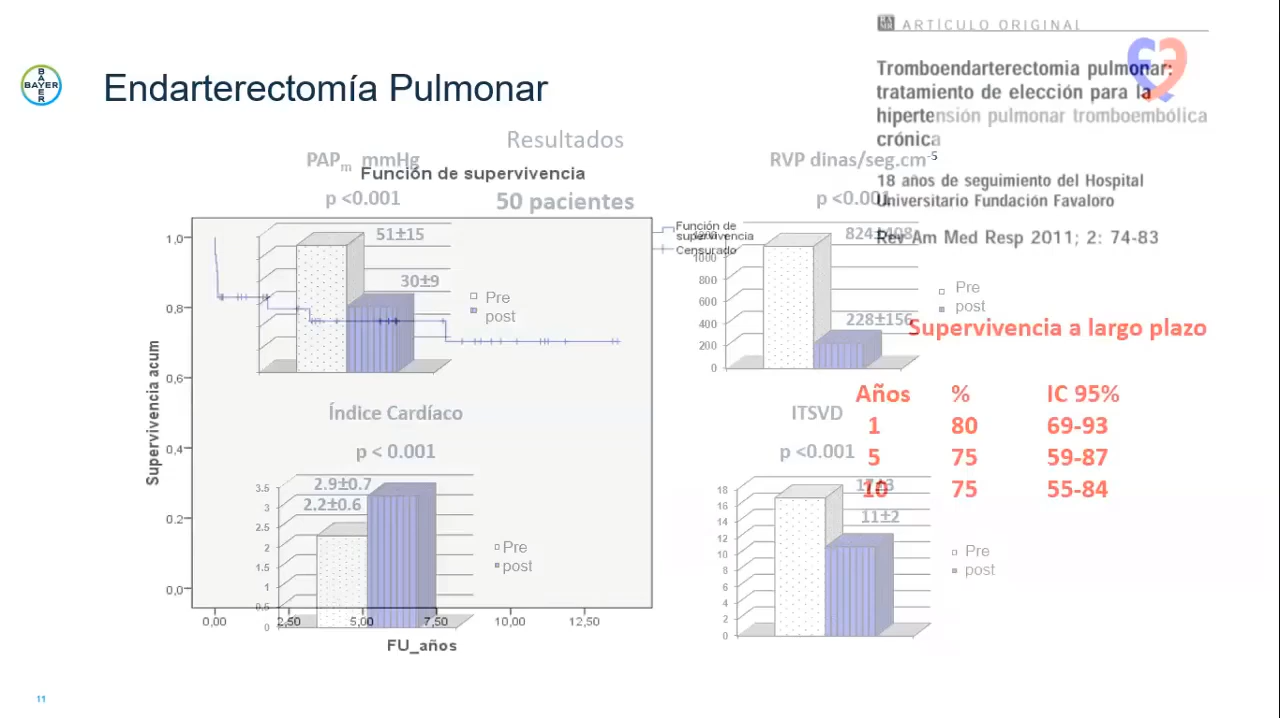 ARTÍCULO ORIGINAL
BAYER
BAYER
Endarterectomía Pulmonar
Tromboendarterectomia pulmonar:
tratamiento de elección para la
hipertensión pulmonar tromboembólica
crónica
18 años de seguimiento del Hospital
Universitario Fundación Favaloro
Rev Am Med Resp 2011; 2: 74-83
Resultados
50 pacientes
PAPm mmHg
p <0.001
51±15
30±9
Pre
post
RVP dinas/seg.cm-5
p <0.001
824±408
228±156
1000
800
600
400
200
0
Pre
post
Función de supervivencia
Función de
supervivencia
Censurado
Supervivencia acum
1,0
0,8
0,6
0,4
0,2
0,0
0,00 2,50 5,00 7,50 10,00 12,50
FU_años
Índice Cardíaco
p < 0.001
2.9±0.7
2.2±0.6
3.5
3
2.5
2
1.5
1
0.5
0
Pre
post
ITSVD
p <0.001
11±2
18
16
14
12
10
8
6
4
2
0
Pre
post
Supervivencia a largo plazo
Años % IC 95%
1 80 69-93
5 75 59-87
10 75 55-84
11